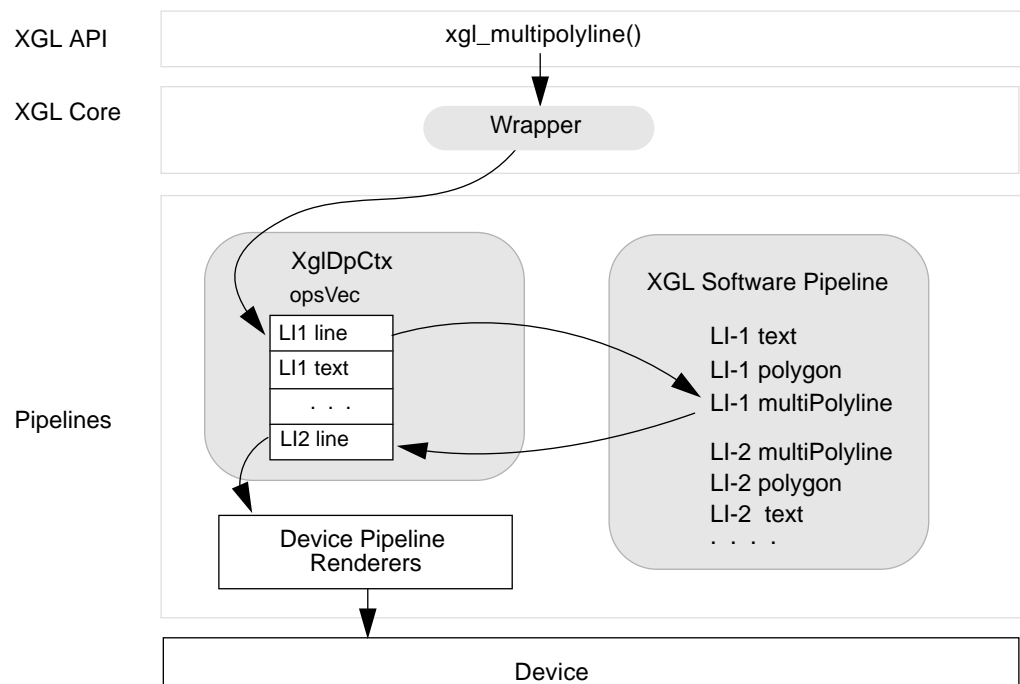 XGL API
xgl_multipolyline()
XGL Core
Wrapper
Pipelines
XglDpCtx
opsVec
LI1 line
LI1 text
. . .
LI2 line
XGL Software Pipeline
LI-1 text
LI-1 polygon
LI-1 multiPolyline
LI-2 multiPolyline
LI-2 polygon
LI-2 text
. . . .
Device Pipeline
Renderers
Device